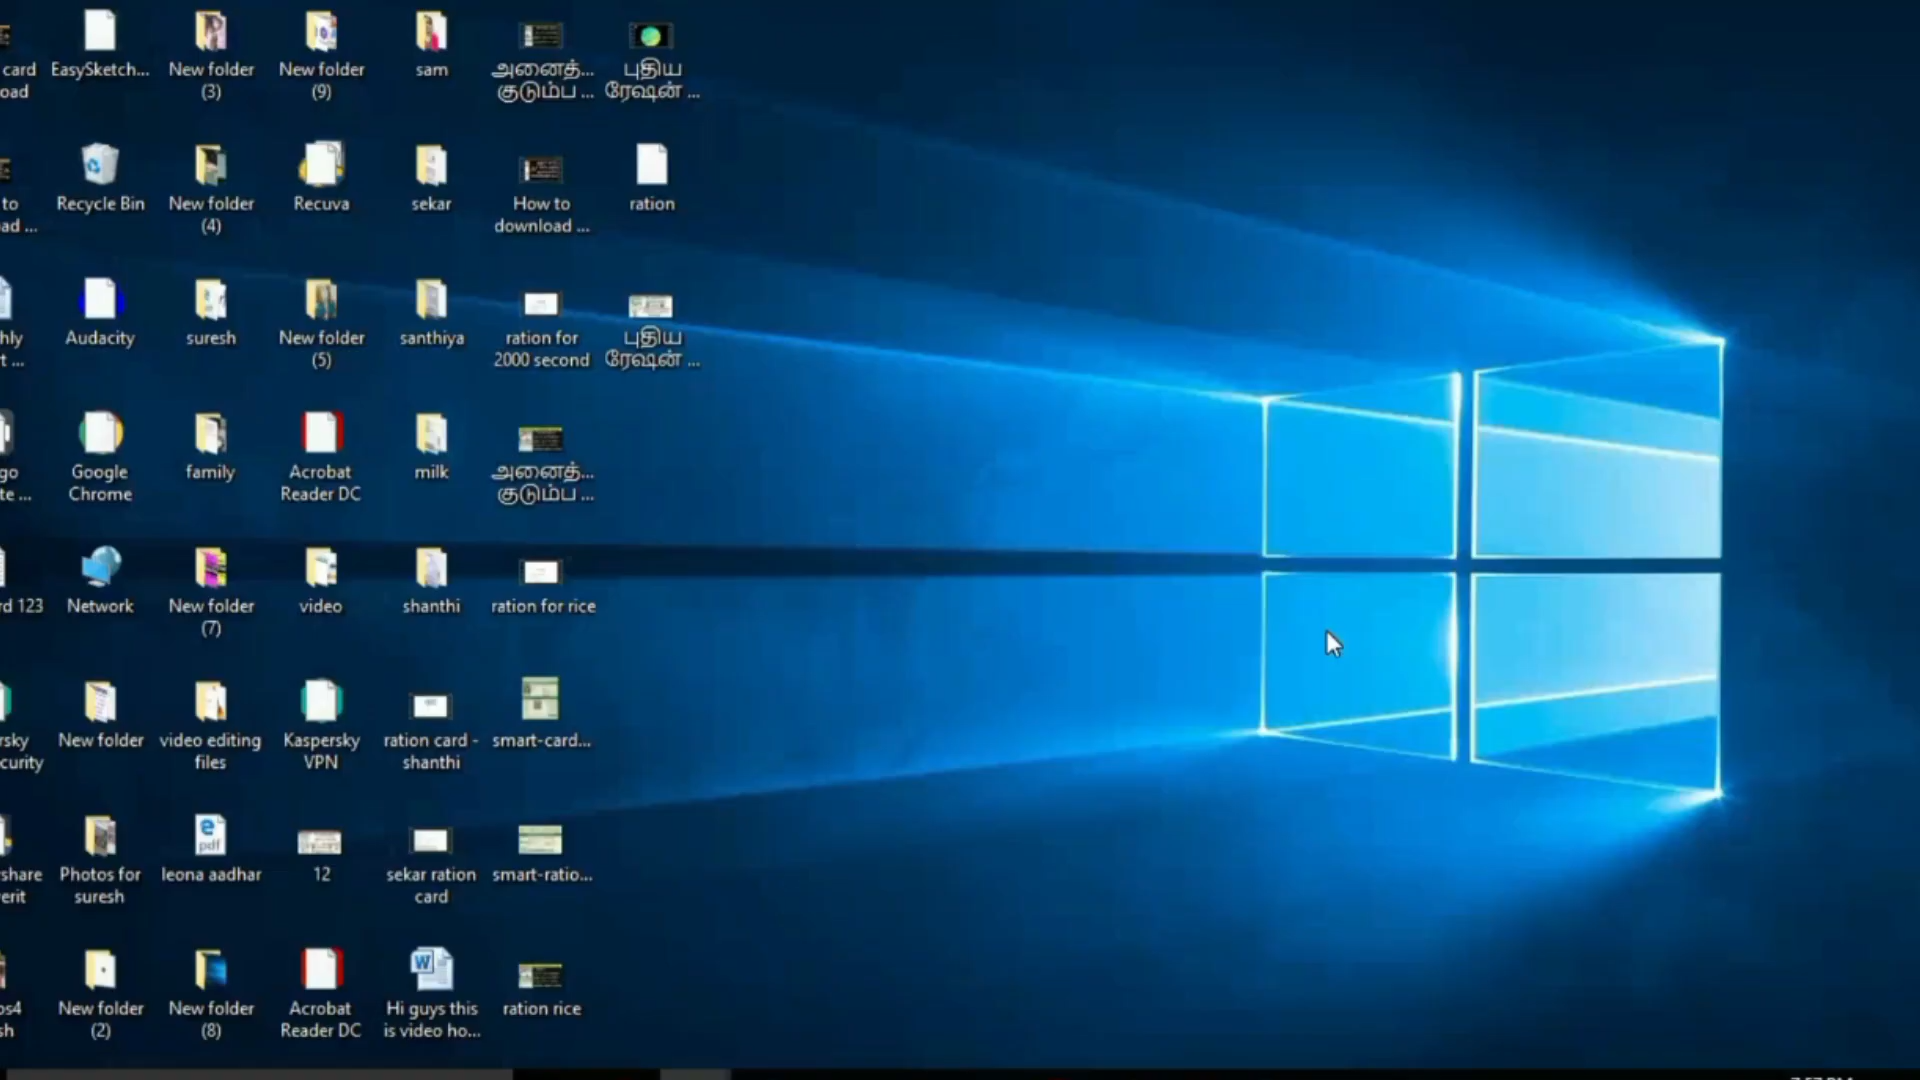 card
oad
EasySketch...
New folder
(3)
New folder
(9)
sam
அனைத்...
குடும்ப ...
புதிய
ரேஷன் ...
to
ad ...
Recycle Bin
New folder
(4)
Recuva
sekar
How to
download ...
ration
hly
t ...
Audacity
suresh
New folder
(5)
santhiya
ration for
2000 second
புதிய
ரேஷன் ...
go
te ...
Google
Chrome
family
Acrobat
Reader DC
milk
அனைத்...
குடும்ப ...
rd 123
Network
New folder
(7)
video
shanthi
ration for rice
rsky
curity
New folder
video editing
files
Kaspersky
VPN
ration card -
shanthi
smart-card...
share
erit
Photos for
suresh
pdf
leona aadhar
12
sekar ration
card
smart-ratio...
os4
sh
New folder
(2)
New folder
(8)
Acrobat
Reader DC
Hi guys this
is video ho...
ration rice